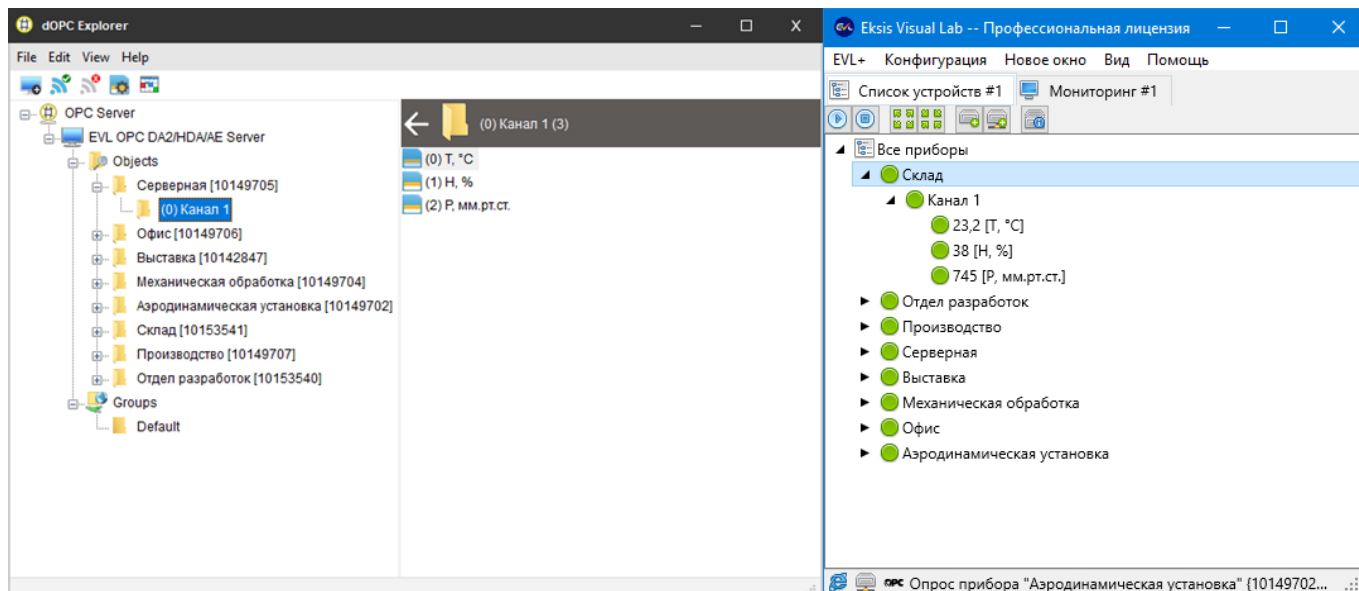 dOPC Explorer
File Edit View Help
OPC Server
EVL OPC DA2/HDA/AE Server
Objects
Серверная [10149705]
(0) Канал 1
Офис [10149706]
Выставка [10142847]
Механическая обработка [10149704]
Аэродинамическая установка [10149702]
Склад [10153541]
Производство [10149707]
Отдел разработок [10153540]
Groups
Default
(0) Канал 1 (3)
(0) T, °C
(1) H, %
(2) P, мм.рт.ст.
Eksis Visual Lab -- Профессиональная лицензия
EVL+ Конфигурация Новое окно Вид Помощь
Список устройств #1 Мониторинг #1
Все приборы
Склад
Канал 1
23,2 [T, °C]
38 [H, %]
745 [P, мм.рт.ст.]
Отдел разработок
Производство
Серверная
Выставка
Механическая обработка
Офис
Аэродинамическая установка
OPC Опрос прибора "Аэродинамическая установка" {10149702...